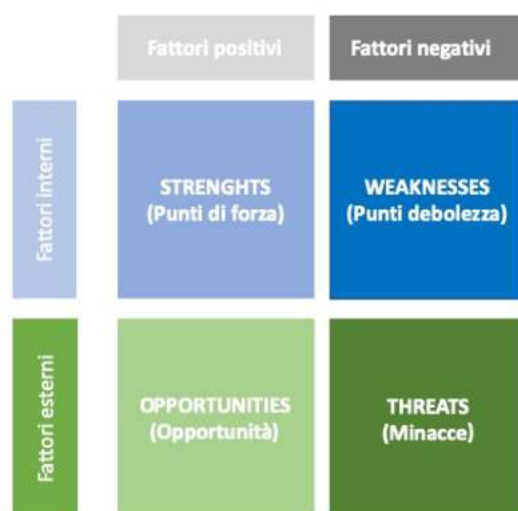 Fattori positivi
Fattori negativi
Fattori interni
STRENGHTS
(Punti di forza)
WEAKNESSES
(Punti debolezza)
Fattori esterni
OPPORTUNITIES
(Opportunità)
THREATS
(Minacce)